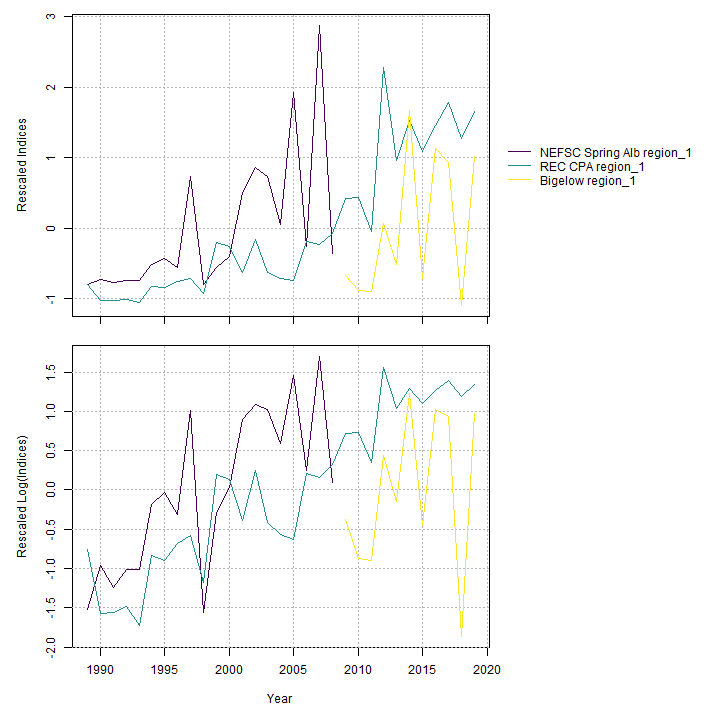 Rescaled Indices
3
2
1
0
-1
NEFSC Spring Alb region_1
REC CPA region_1
Bigelow region_1
Rescaled Log(Indices)
1.5
1.0
0.5
0.0
-0.5
-1.0
-1.5
-2.0
1990 1995 2000 2005 2010 2015 2020
Year